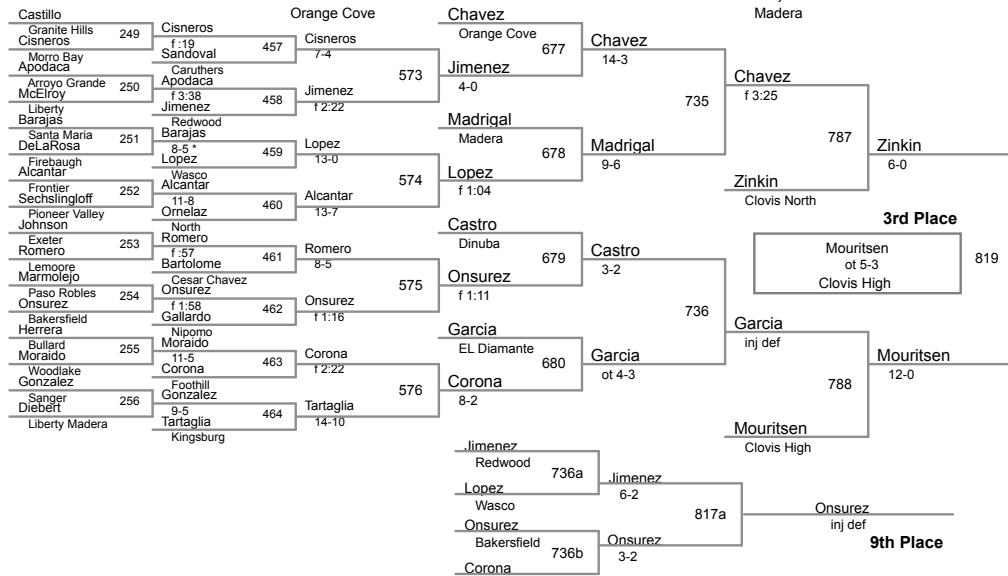 Orange Cove
Madera
Castillo
Granite Hills
249
Cisneros
Morro Bay
Apodaca
Arroyo Grande
250
McElroy
Liberty
Barajas
Santa Maria
251
DeLaRosa
Firebaugh
Alcantar
Frontier
252
Sechslingloff
Pioneer Valley
Johnson
Exeter
253
Romero
Lemoore
Marmolejo
Paso Robles
254
Onsurez
Bakersfield
Herrera
Bullard
255
Moraido
Woodlake
Gonzalez
Sanger
256
Diebert
Liberty Madera
Cisneros
f :19
457
Sandoval
Caruthers
Apodaca
f 3:38
458
Jimenez
Redwood
Barajas
8-5 *
459
Lopez
Wasco
Alcantar
11-8
460
Ornelaz
North
Romero
f :57
461
Bartolome
Cesar Chavez
Onsurez
f 1:58
462
Gallardo
Nipomo
Moraido
11-5
463
Corona
Foothill
Gonzalez
9-5
464
Tartaglia
Kingsburg
Cisneros
7-4
573
Jimenez
f 2:22
Lopez
13-0
574
Alcantar
13-7
Romero
8-5
575
Onsurez
f 1:16
Corona
f 2:22
576
Tartaglia
14-10
Chavez
Orange Cove
677
Jimenez
4-0
Madrigal
Madera
678
Lopez
f 1:04
Castro
Dinuba
679
Onsurez
f 1:11
Garcia
EL Diamante
680
Corona
8-2
Chavez
14-3
735
Madrigal
9-6
Castro
3-2
736
Garcia
ot 4-3
Chavez
f 3:25
787
Zinkin
Clovis North
Garcia
inj def
788
Mouritsen
Clovis High
Zinkin
6-0
3rd Place
Mouritsen
ot 5-3
Clovis High
819
Mouritsen
12-0
Jimenez
Redwood
736a
Lopez
Wasco
Onsurez
Bakersfield
736b
Corona
Jimenez
6-2
817a
Onsurez
3-2
Onsurez
inj def
9th Place